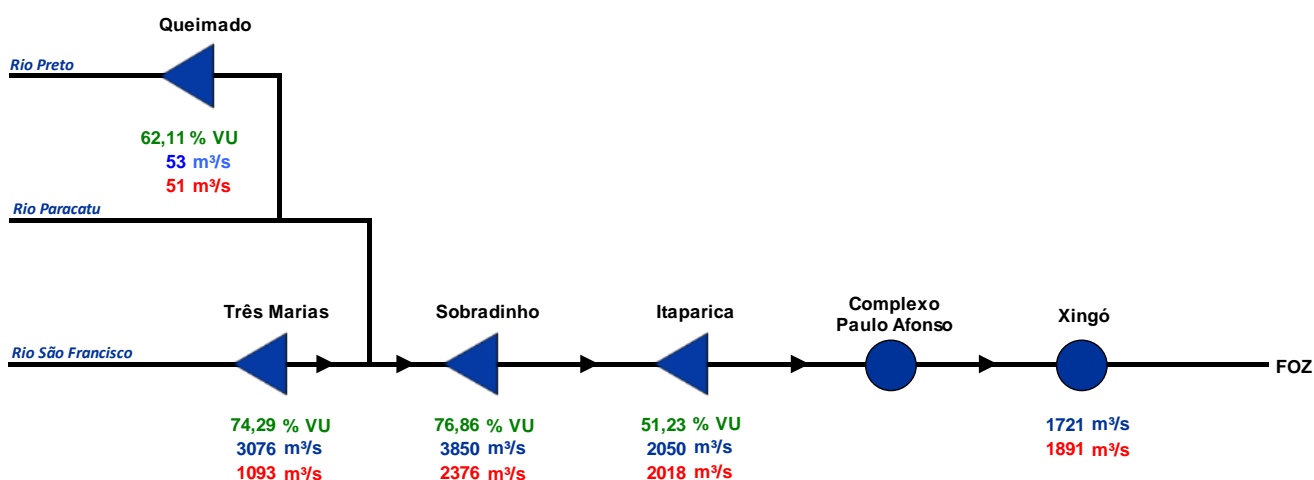 Queimado
Rio Preto
62,11 % VU
53 m³/s
51 m³/s
Rio Paracatu
Três Marias
Sobradinho
Itaparica
Complexo
Paulo Afonso
Xingó
Rio São Francisco
FOZ
74,29 % VU
3076 m³/s
1093 m³/s
76,86 % VU
3850 m³/s
2376 m³/s
51,23 % VU
2050 m³/s
2018 m³/s
1721 m³/s
1891 m³/s